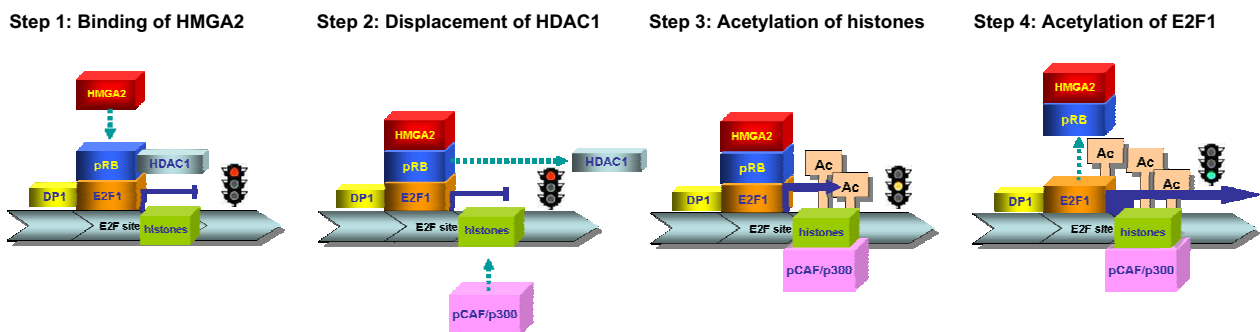 Step 1: Binding of HMGA2
HMGA2
pRB
HDAC1
DP1
E2F1
E2F site
histones
Step 2: Displacement of HDAC1
HMGA2
pRB
HDAC1
DP1
E2F1
E2F site
histones
pCAF/p300
Step 3: Acetylation of histones
HMGA2
pRB
Ac
Ac
DP1
E2F1
E2F site
histones
pCAF/p300
Step 4: Acetylation of E2F1
HMGA2
pRB
Ac
Ac
Ac
DP1
E2F1
E2F site
histones
pCAF/p300